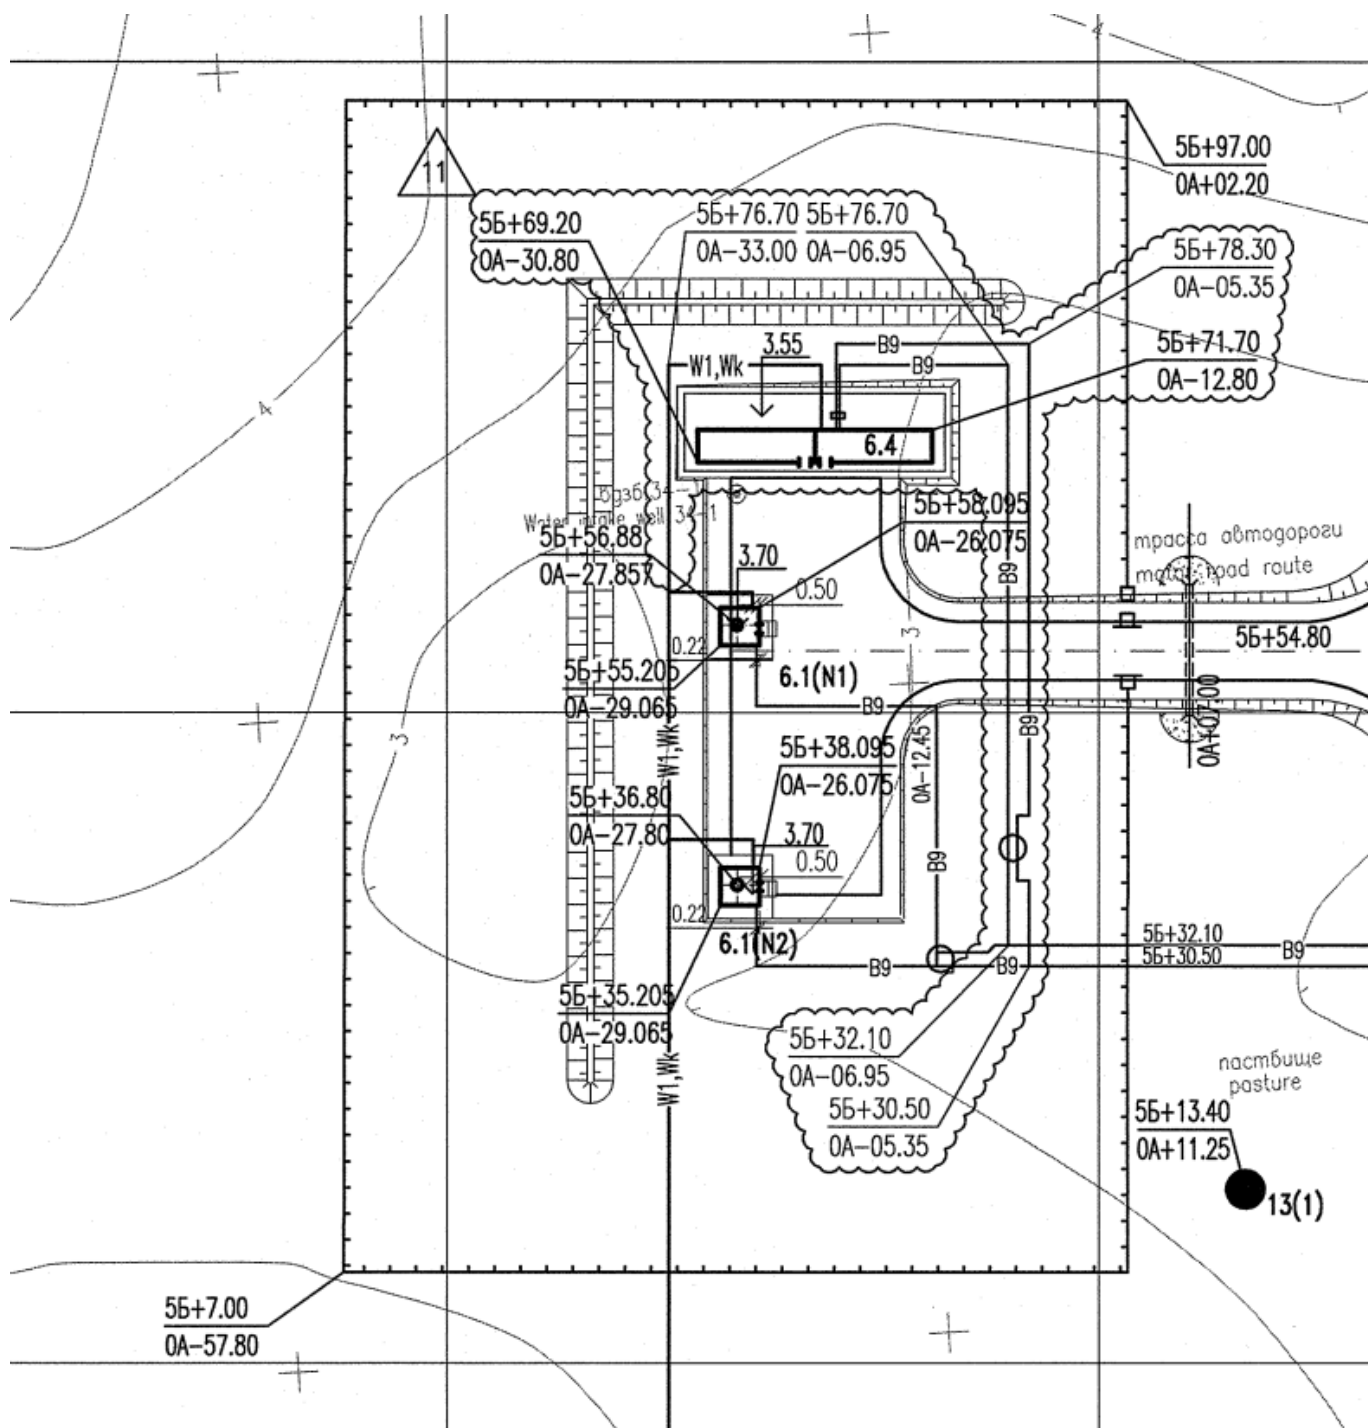 4
5Б+97.00
0А+02.20
11
5Б+69.20
0А-30.80
5Б+76.70 5Б+76.70
0А-33.00 0А-06.95
5Б+78.30
0А-05.35
5Б+71.70
0А-12.80
3.55
B9
B9
W1,Wk
4
6.4
Water intake well 34-1
5Б+58.095
0А-26.075
5Б+56.88
0А-27.857
3.70
0.50
B9
трасса автодороги
motor road route
3
5Б+54.80
0.22
5Б+55.205
0А-29.065
6.1(N1)
B9
3
W1,Wk
0А-12.45
B9
0А+07.00
5Б+38.095
0А-26.075
5Б+36.80
0А-27.80
3.70
0.50
B9
0.22
6.1(N2)
5Б+32.10
5Б+30.50
B9
B9
B9
5Б+35.205
0А-29.065
W1,Wk
5Б+32.10
0А-06.95
5Б+30.50
0А-05.35
пастбище
pasture
5Б+13.40
0А+11.25
13(1)
5Б+7.00
0А-57.80